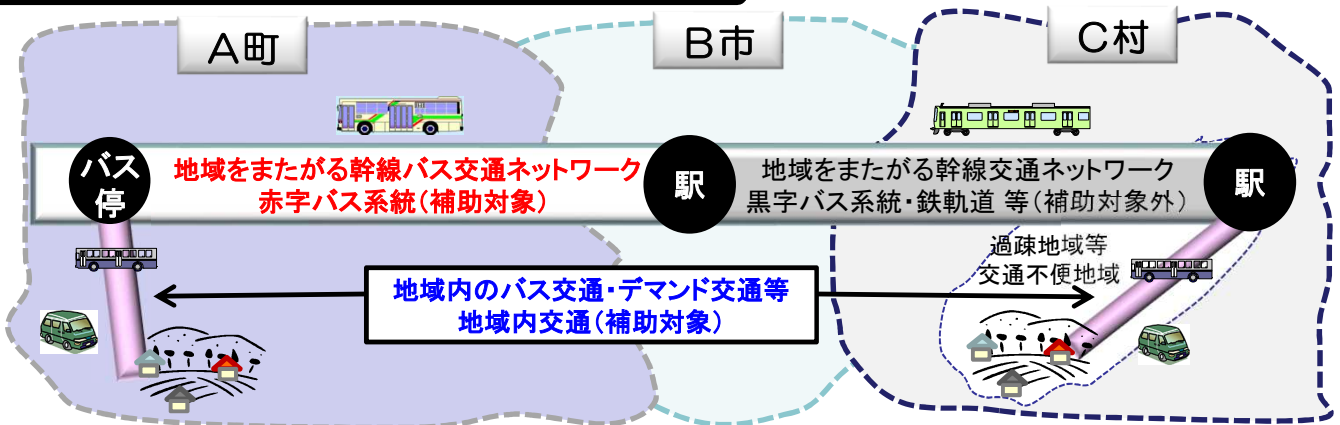 A町
B市
C村
バス
停
地域をまたがる幹線バス交通ネットワーク
赤字バス系統(補助対象)
駅
地域をまたがる幹線交通ネットワーク
黒字バス系統・鉄軌道 等(補助対象外)
駅
過疎地域等
交通不便地域
地域内のバス交通・デマンド交通等
地域内交通(補助対象)